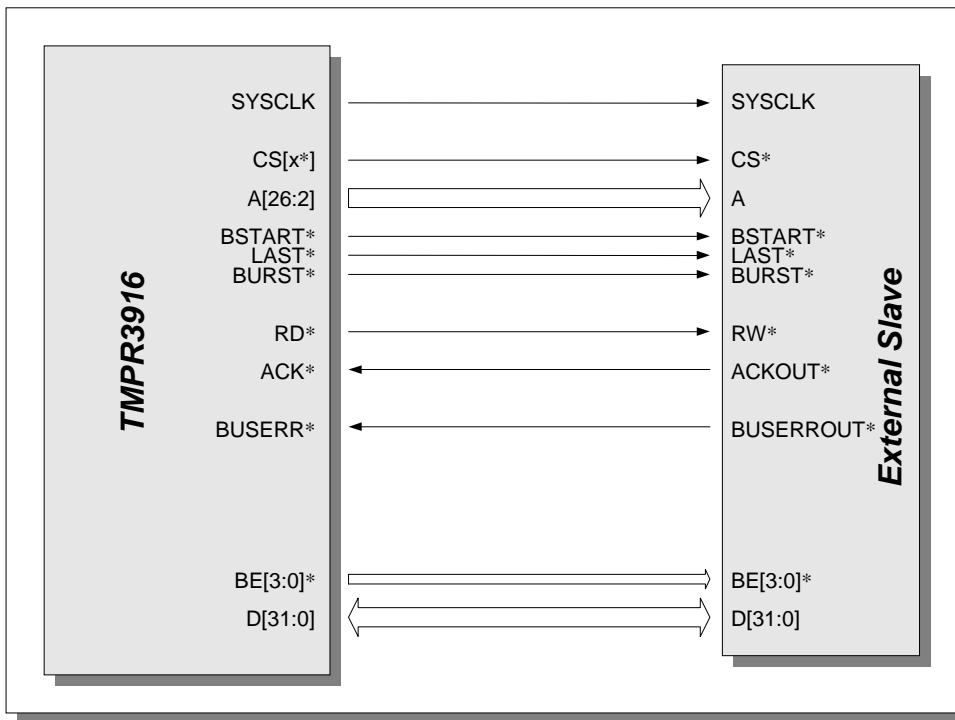 TMPR3916
SYSCLK
CS[x*]
A[26:2]
BSTART*
LAST*
BURST*
RD*
ACK*
BUSERR*
BE[3:0]*
D[31:0]
SYSCLK
CS*
A
BSTART*
LAST*
BURST*
RW*
ACKOUT*
BUSERROUT*
BE[3:0]*
D[31:0]
External Slave